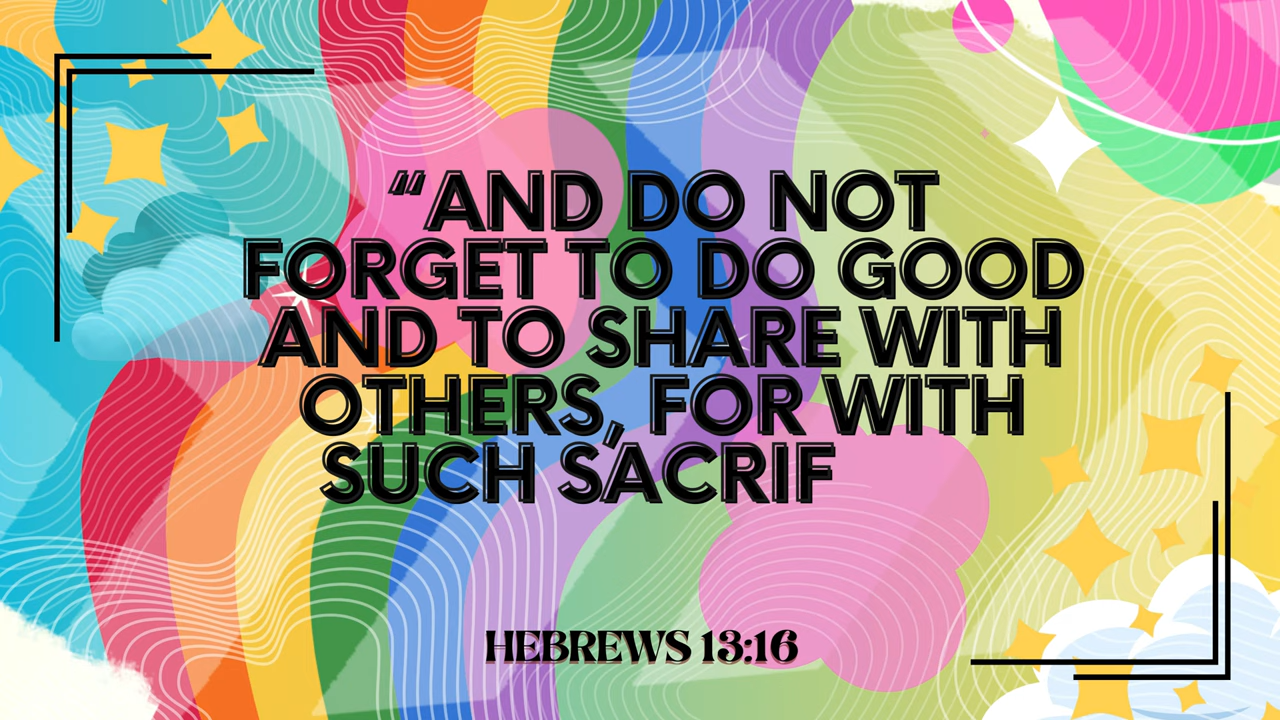 “AND DO NOT
FORGET TO DO GOOD
AND TO SHARE WITH
OTHERS, FOR WITH
SUCH SACRIF
HEBREWS 13:16